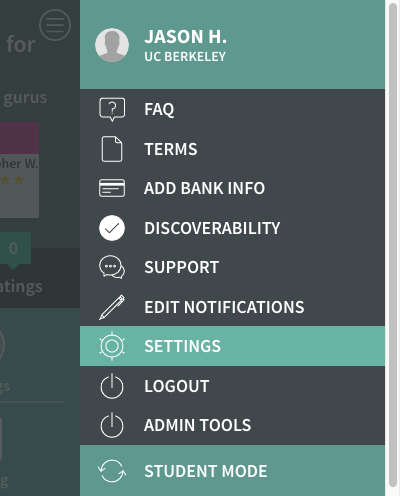 JASON H.
UC BERKELEY
for
gurus
pher W.
0
atings
gs
g
FAQ
TERMS
ADD BANK INFO
DISCOVERABILITY
SUPPORT
EDIT NOTIFICATIONS
SETTINGS
LOGOUT
ADMIN TOOLS
STUDENT MODE